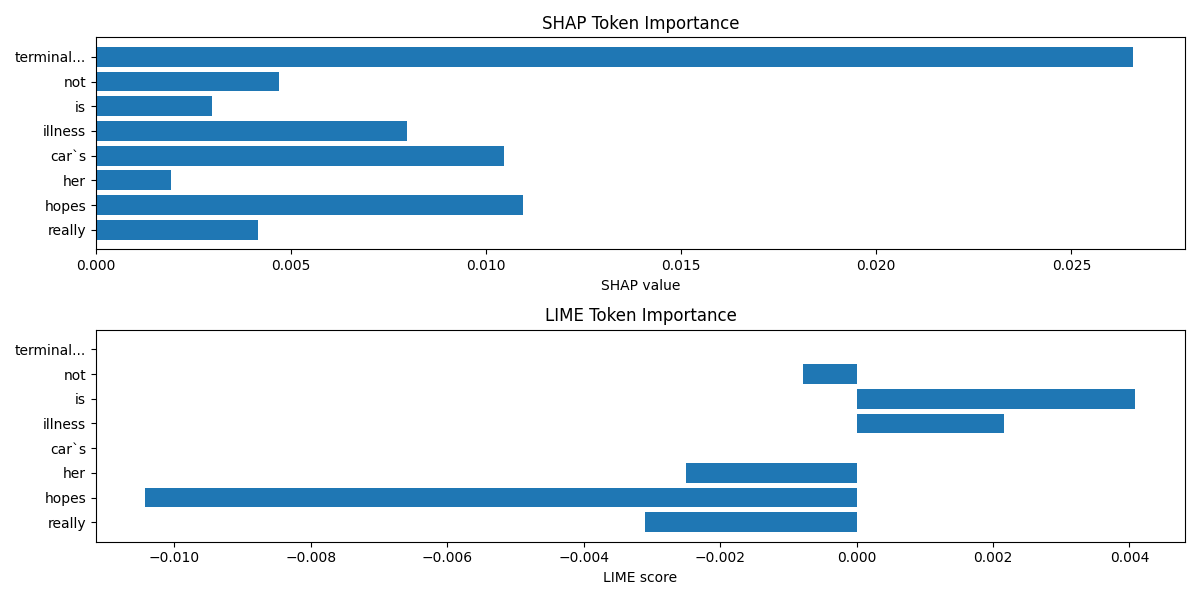 SHAP Token Importance
terminal...
not
is
illness
car`s
her
hopes
really
0.000 0.005 0.010 0.015 0.020 0.025
SHAP value
LIME Token Importance
terminal...
not
is
illness
car`s
her
hopes
really
−0.010 −0.008 −0.006 −0.004 −0.002 0.000 0.002 0.004
LIME score